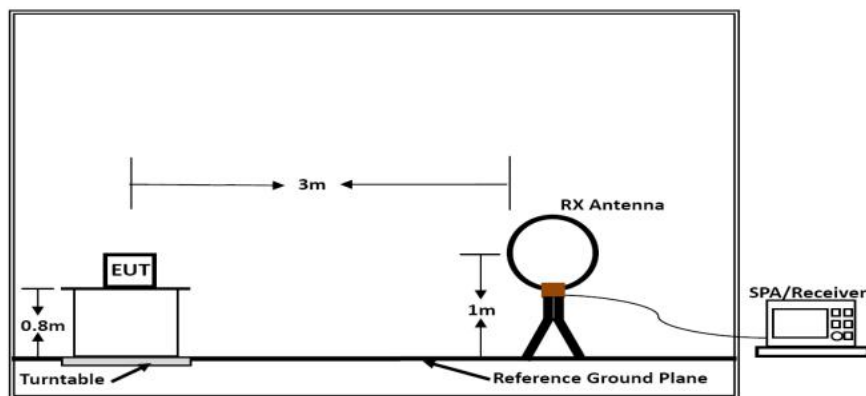 3m
RX Antenna
EUT
SPA/Receiver
0.8m
1m
Turntable
Reference Ground Plane